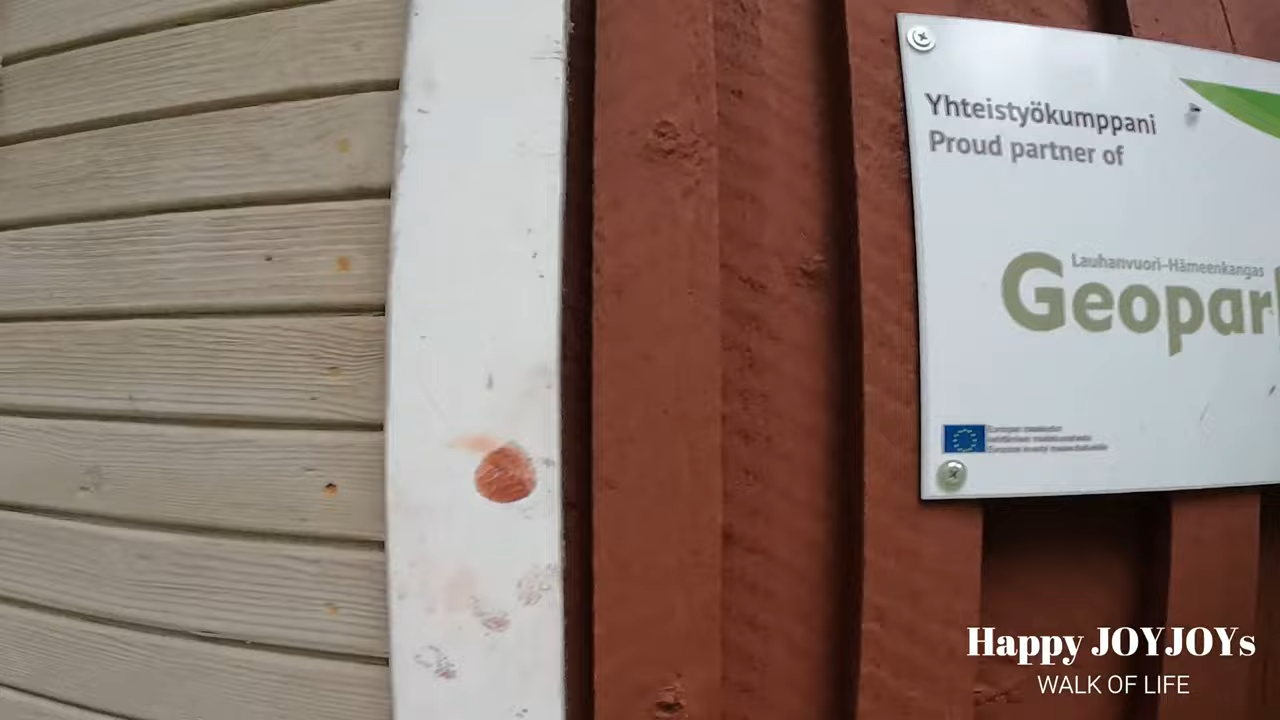 Yhteistyökumppani
Proud partner of
Lauhanvuori-Hämeenkangas
Geopar
Happy JOYJOYs
WALK OF LIFE